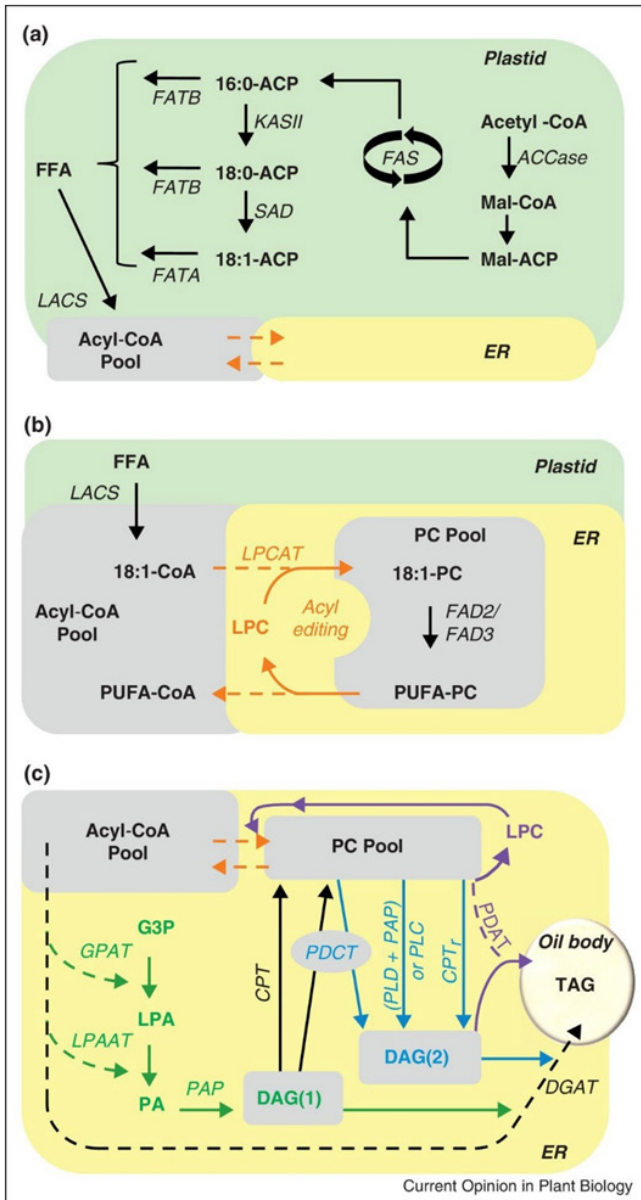 (a)
Plastid
16:0-ACP
FATB
KASII
Acetyl -CoA
FAS
ACCase
FFA
18:0-ACP
FATB
SAD
Mal-CoA
18:1-ACP
FATA
Mal-ACP
LACS
Acyl-CoA
Pool
ER
(b)
FFA
Plastid
LACS
PC Pool
ER
LPCAT
18:1-CoA
18:1-PC
Acyl-CoA
Pool
LPC
Acyl
editing
FAD2/
FAD3
PUFA-CoA
PUFA-PC
(c)
Acyl-CoA
Pool
PC Pool
LPC
G3P
GPAT
LPA
LPAAT
PA
PAP
CPT
PDCT
(PLD + PAP)
or PLC
CPTr
PDAT
Oil body
TAG
DAG(1)
DAG(2)
DGAT
ER
Current Opinion in Plant Biology